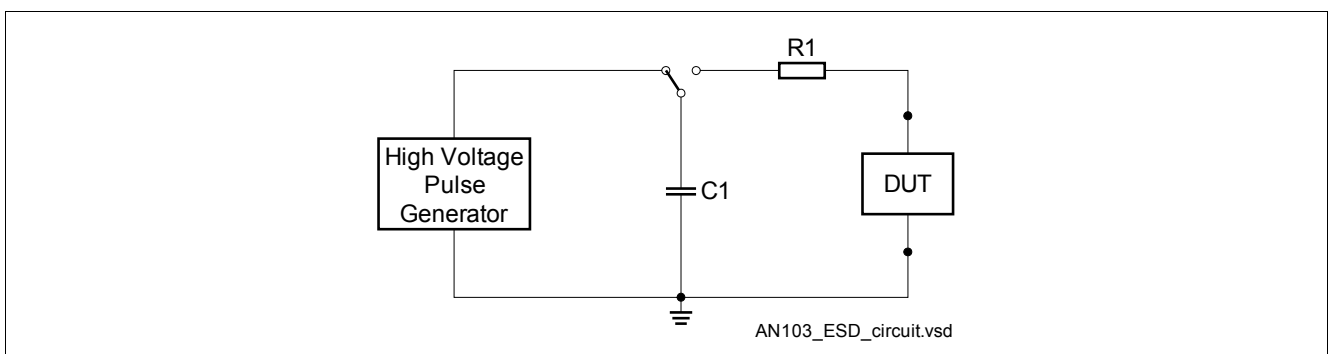 R1
High Voltage
Pulse
Generator
C1
DUT
AN103_ESD_circuit.vsd